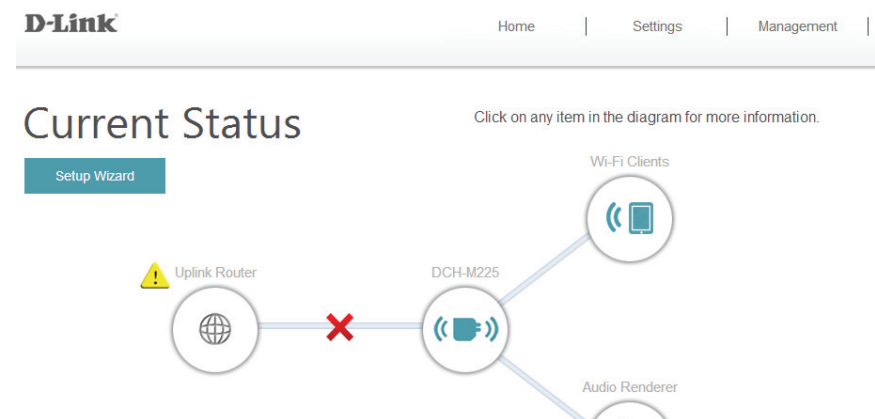 D-Link
Home | Settings | Management |
Current Status
Click on any item in the diagram for more information.
Setup Wizard
Wi-Fi Clients
Uplink Router
DCH-M225
Audio Renderer